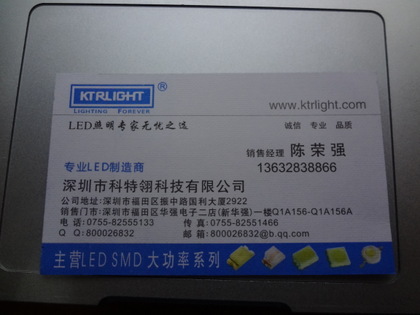 KTRLIGHT ®
LIGHTING FOREVER
www.ktrlight.com
LED照明专家无忧之选
诚信 专业 品质
销售经理 陈荣强
13632838866
专业LED制造商
深圳市科特翎科技有限公司
公司地址:深圳市福田区振中路国利大厦2922
销售门市:深圳市福田区华强电子二店(新华强)一楼Q1A156-Q1A156A
电 话:0755-82555133 传 真:0755-82551466
Q Q:800026832 邮 箱:800026832@b.qq.com
主营LED SMD 大功率系列